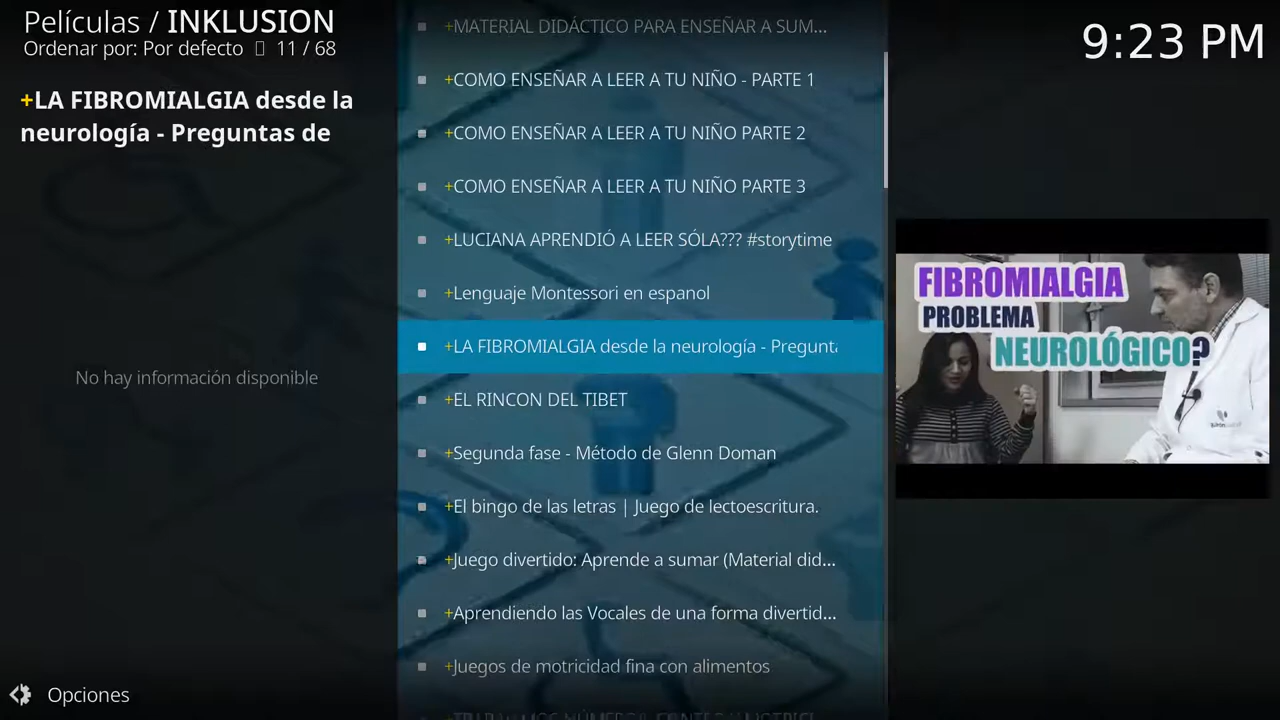 Películas / INKLUSION
Ordenar por: Por defecto 11 / 68
9:23 PM
+LA FIBROMIALGIA desde la
neurología - Preguntas de
No hay información disponible
+MATERIAL DIDÁCTICO PARA ENSEÑAR A SUM...
+COMO ENSEÑAR A LEER A TU NIÑO - PARTE 1
+COMO ENSEÑAR A LEER A TU NIÑO PARTE 2
+COMO ENSEÑAR A LEER A TU NIÑO PARTE 3
+LUCIANA APRENDIÓ A LEER SÓLA??? #storytime
+Lenguaje Montessori en espanol
+LA FIBROMIALGIA desde la neurología - Pregunta
+EL RINCON DEL TIBET
+Segunda fase - Método de Glenn Doman
+El bingo de las letras | Juego de lectoescritura.
+Juego divertido: Aprende a sumar (Material did...
+Aprendiendo las Vocales de una forma divertid...
+Juegos de motricidad fina con alimentos
FIBROMIALGIA
PROBLEMA
NEUROLÓGICO?
Opciones